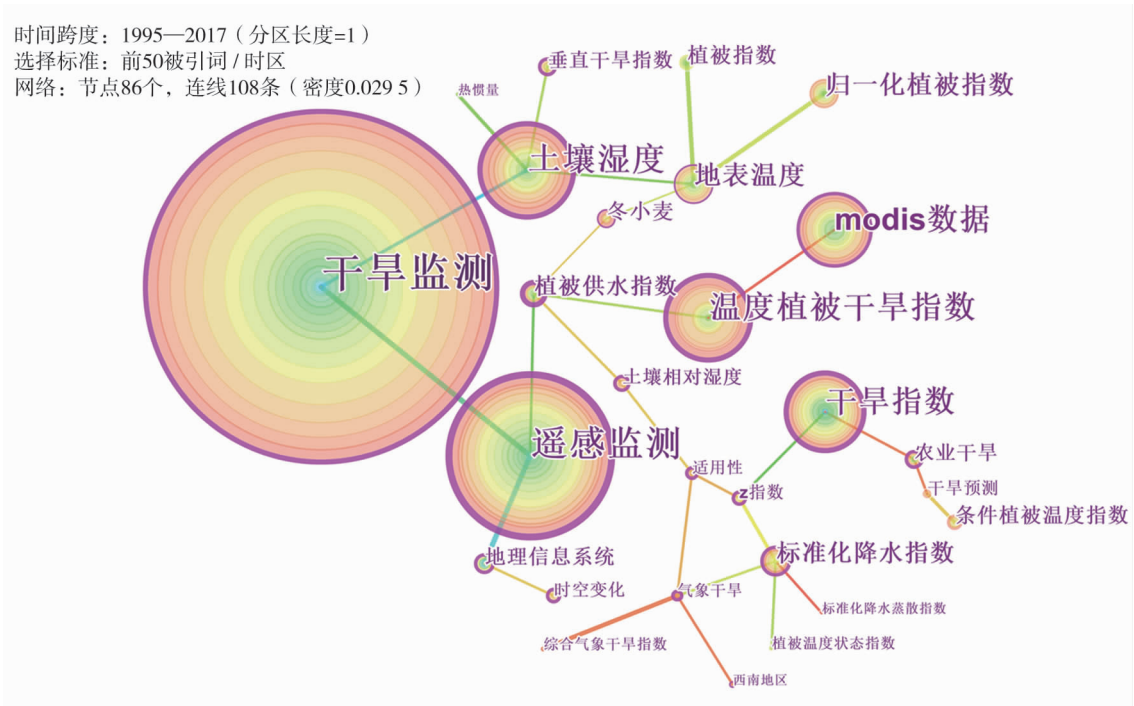 时间跨度：1995—2017（分区长度=1）
选择标准：前50被引词 / 时区
网络：节点86个，连线108条（密度0.029 5）
垂直干旱指数
植被指数
归一化植被指数
热惯量
土壤湿度
地表温度
冬小麦
modis数据
干旱监测
植被供水指数
温度植被干旱指数
土壤相对湿度
干旱指数
遥感监测
农业干旱
适用性
z指数
干旱预测
条件植被温度指数
地理信息系统
标准化降水指数
时空变化
气象干旱
标准化降水蒸散指数
综合气象干旱指数
植被温度状态指数
西南地区